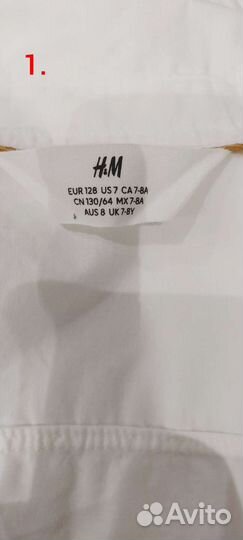 1.
H&M
EUR 128 US 7 CA 7-8A
CN 130/64 MX 7-8A
AUS 8 UK 7-8Y
Avito